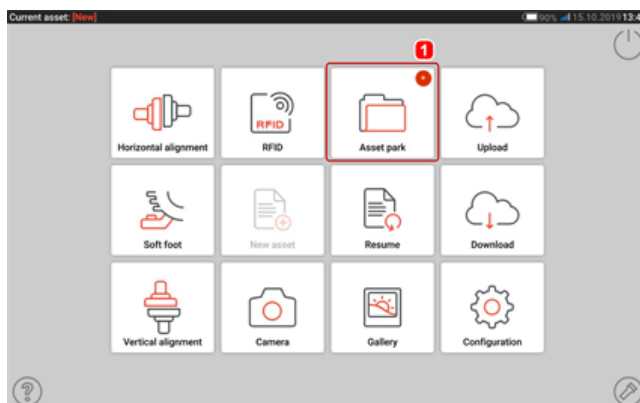 Current asset: [New]
90% 15.10.2019 13:4
1
Horizontal alignment
RFID
RFID
Asset park
Upload
Soft foot
New asset
Resume
Download
Vertical alignment
Camera
Gallery
Configuration
?